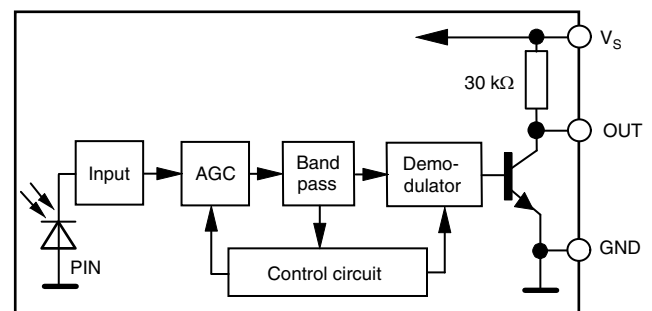 V_S
30 kΩ
OUT
Input
AGC
Band
pass
Demo-
dulator
GND
PIN
Control circuit